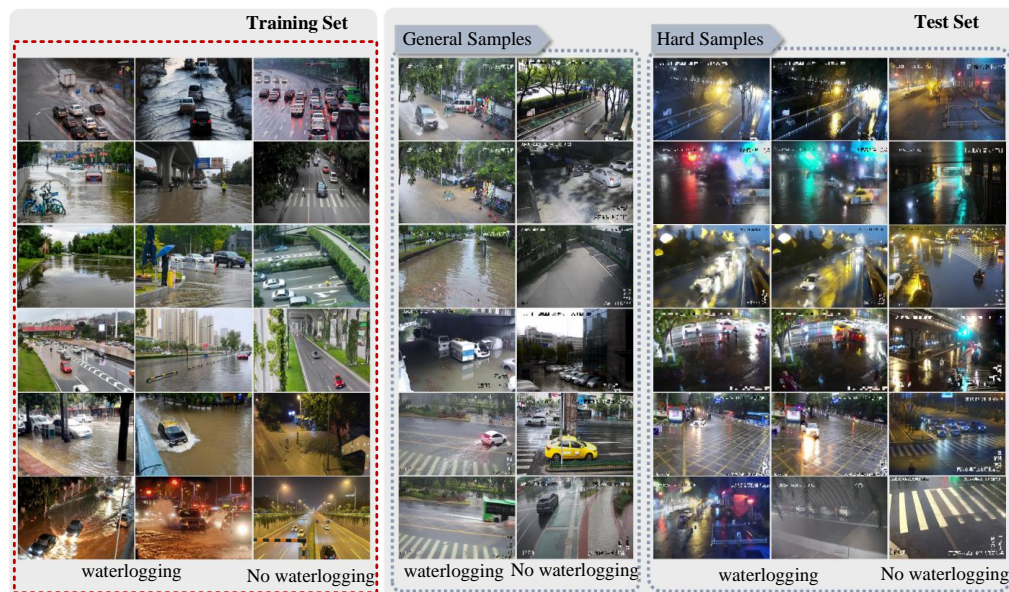 Training Set
Test Set
General Samples
Hard Samples
waterlogging
No waterlogging
waterlogging
No waterlogging
waterlogging
No waterlogging